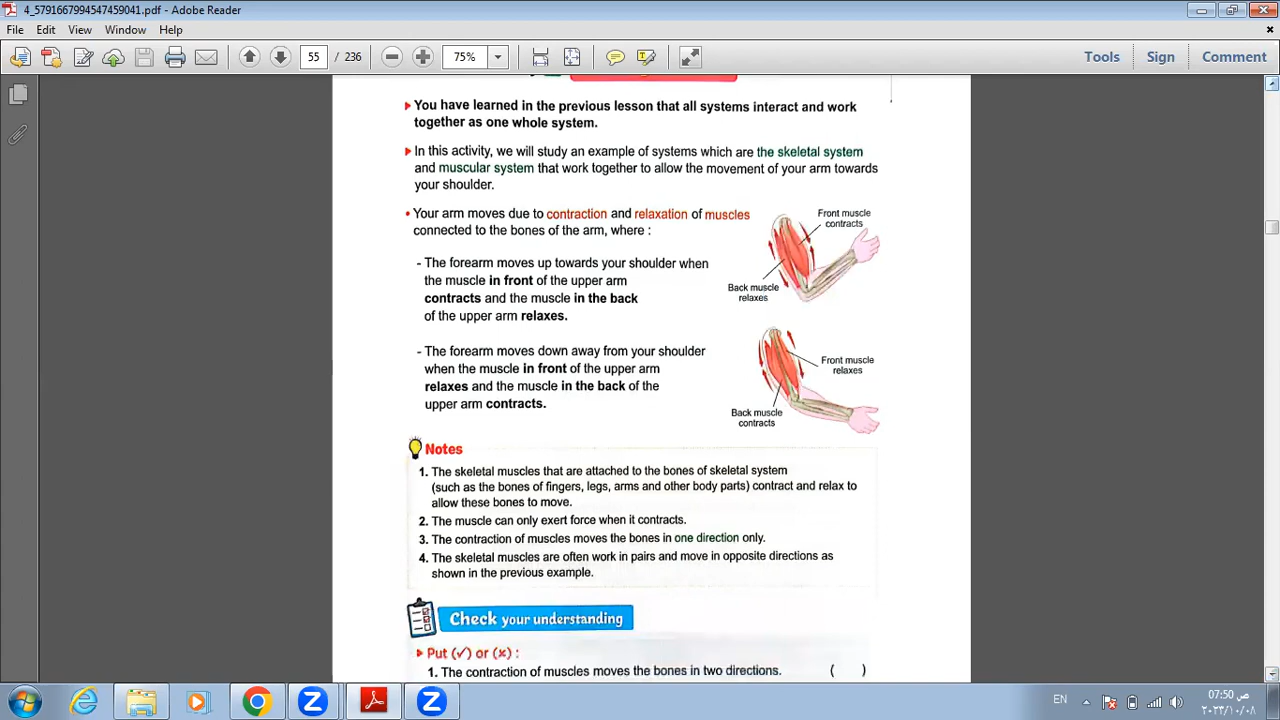 4_5791667994547459041.pdf - Adobe Reader
File Edit View Window Help
55 / 236 75% Tools Sign Comment
You have learned in the previous lesson that all systems interact and work
together as one whole system.
In this activity, we will study an example of systems which are the skeletal system
and muscular system that work together to allow the movement of your arm towards
your shoulder.
• Your arm moves due to contraction and relaxation of muscles
connected to the bones of the arm, where :
- The forearm moves up towards your shoulder when
the muscle in front of the upper arm
contracts and the muscle in the back
of the upper arm relaxes.
Front muscle
contracts
Back muscle
relaxes
- The forearm moves down away from your shoulder
when the muscle in front of the upper arm
relaxes and the muscle in the back of the
upper arm contracts.
Front muscle
relaxes
Back muscle
contracts
Notes
1. The skeletal muscles that are attached to the bones of skeletal system
(such as the bones of fingers, legs, arms and other body parts) contract and relax to
allow these bones to move.
2. The muscle can only exert force when it contracts.
3. The contraction of muscles moves the bones in one direction only.
4. The skeletal muscles are often work in pairs and move in opposite directions as
shown in the previous example.
Check your understanding
Put (✓) or (×) :
1. The contraction of muscles moves the bones in two directions. ( )
EN
07:50 ص
٢٠٢٣/١٠/٠٨